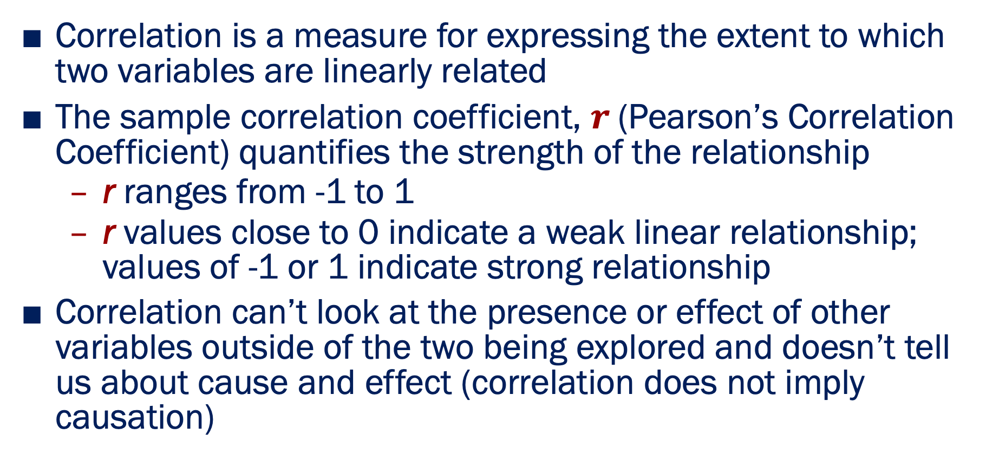 ■ Correlation is a measure for expressing the extent to which
two variables are linearly related
■ The sample correlation coefficient, r (Pearson’s Correlation
Coefficient) quantifies the strength of the relationship
– r ranges from -1 to 1
– r values close to 0 indicate a weak linear relationship;
values of -1 or 1 indicate strong relationship
■ Correlation can’t look at the presence or effect of other
variables outside of the two being explored and doesn’t tell
us about cause and effect (correlation does not imply
causation)